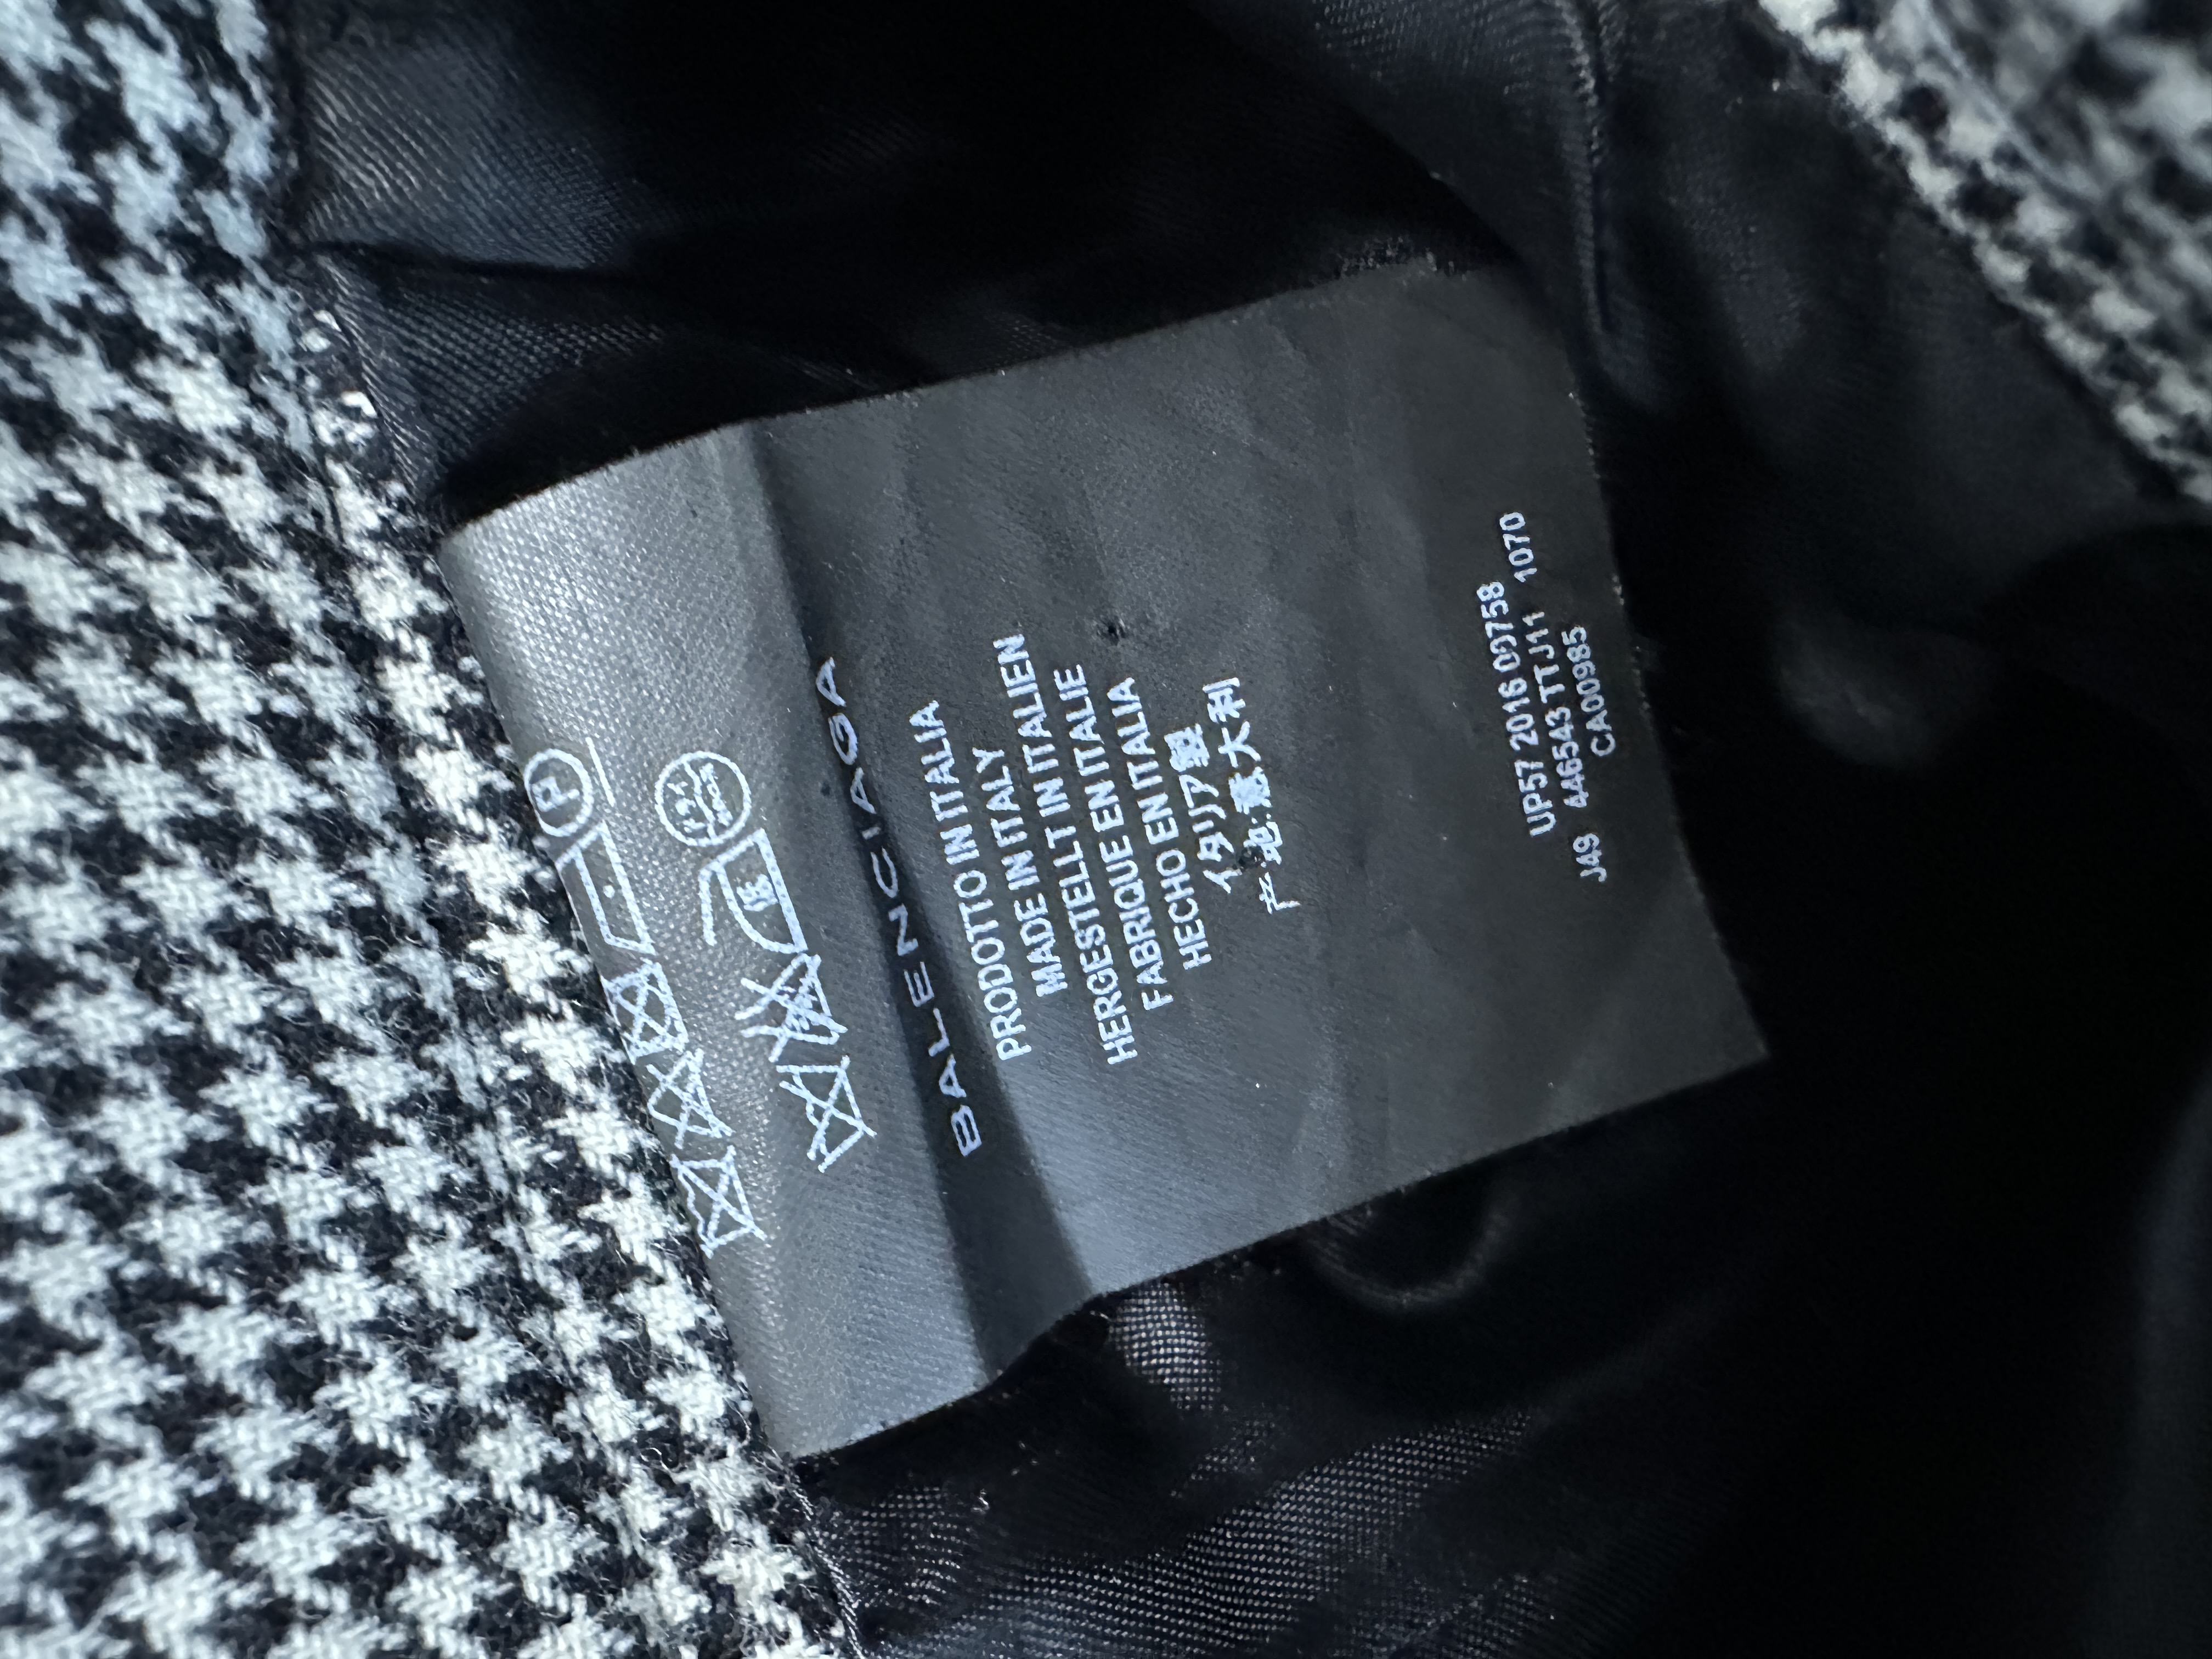 BALENCIAGA
PRODOTTO IN ITALIA
MADE IN ITALY
HERGESTELLT IN ITALIEN
FABRIQUE EN ITALIE
HECHO EN ITALIA
イタリア製
产地:意大利
UP57 2016 09758
J49 446543 TTJ11 1070
CA00985